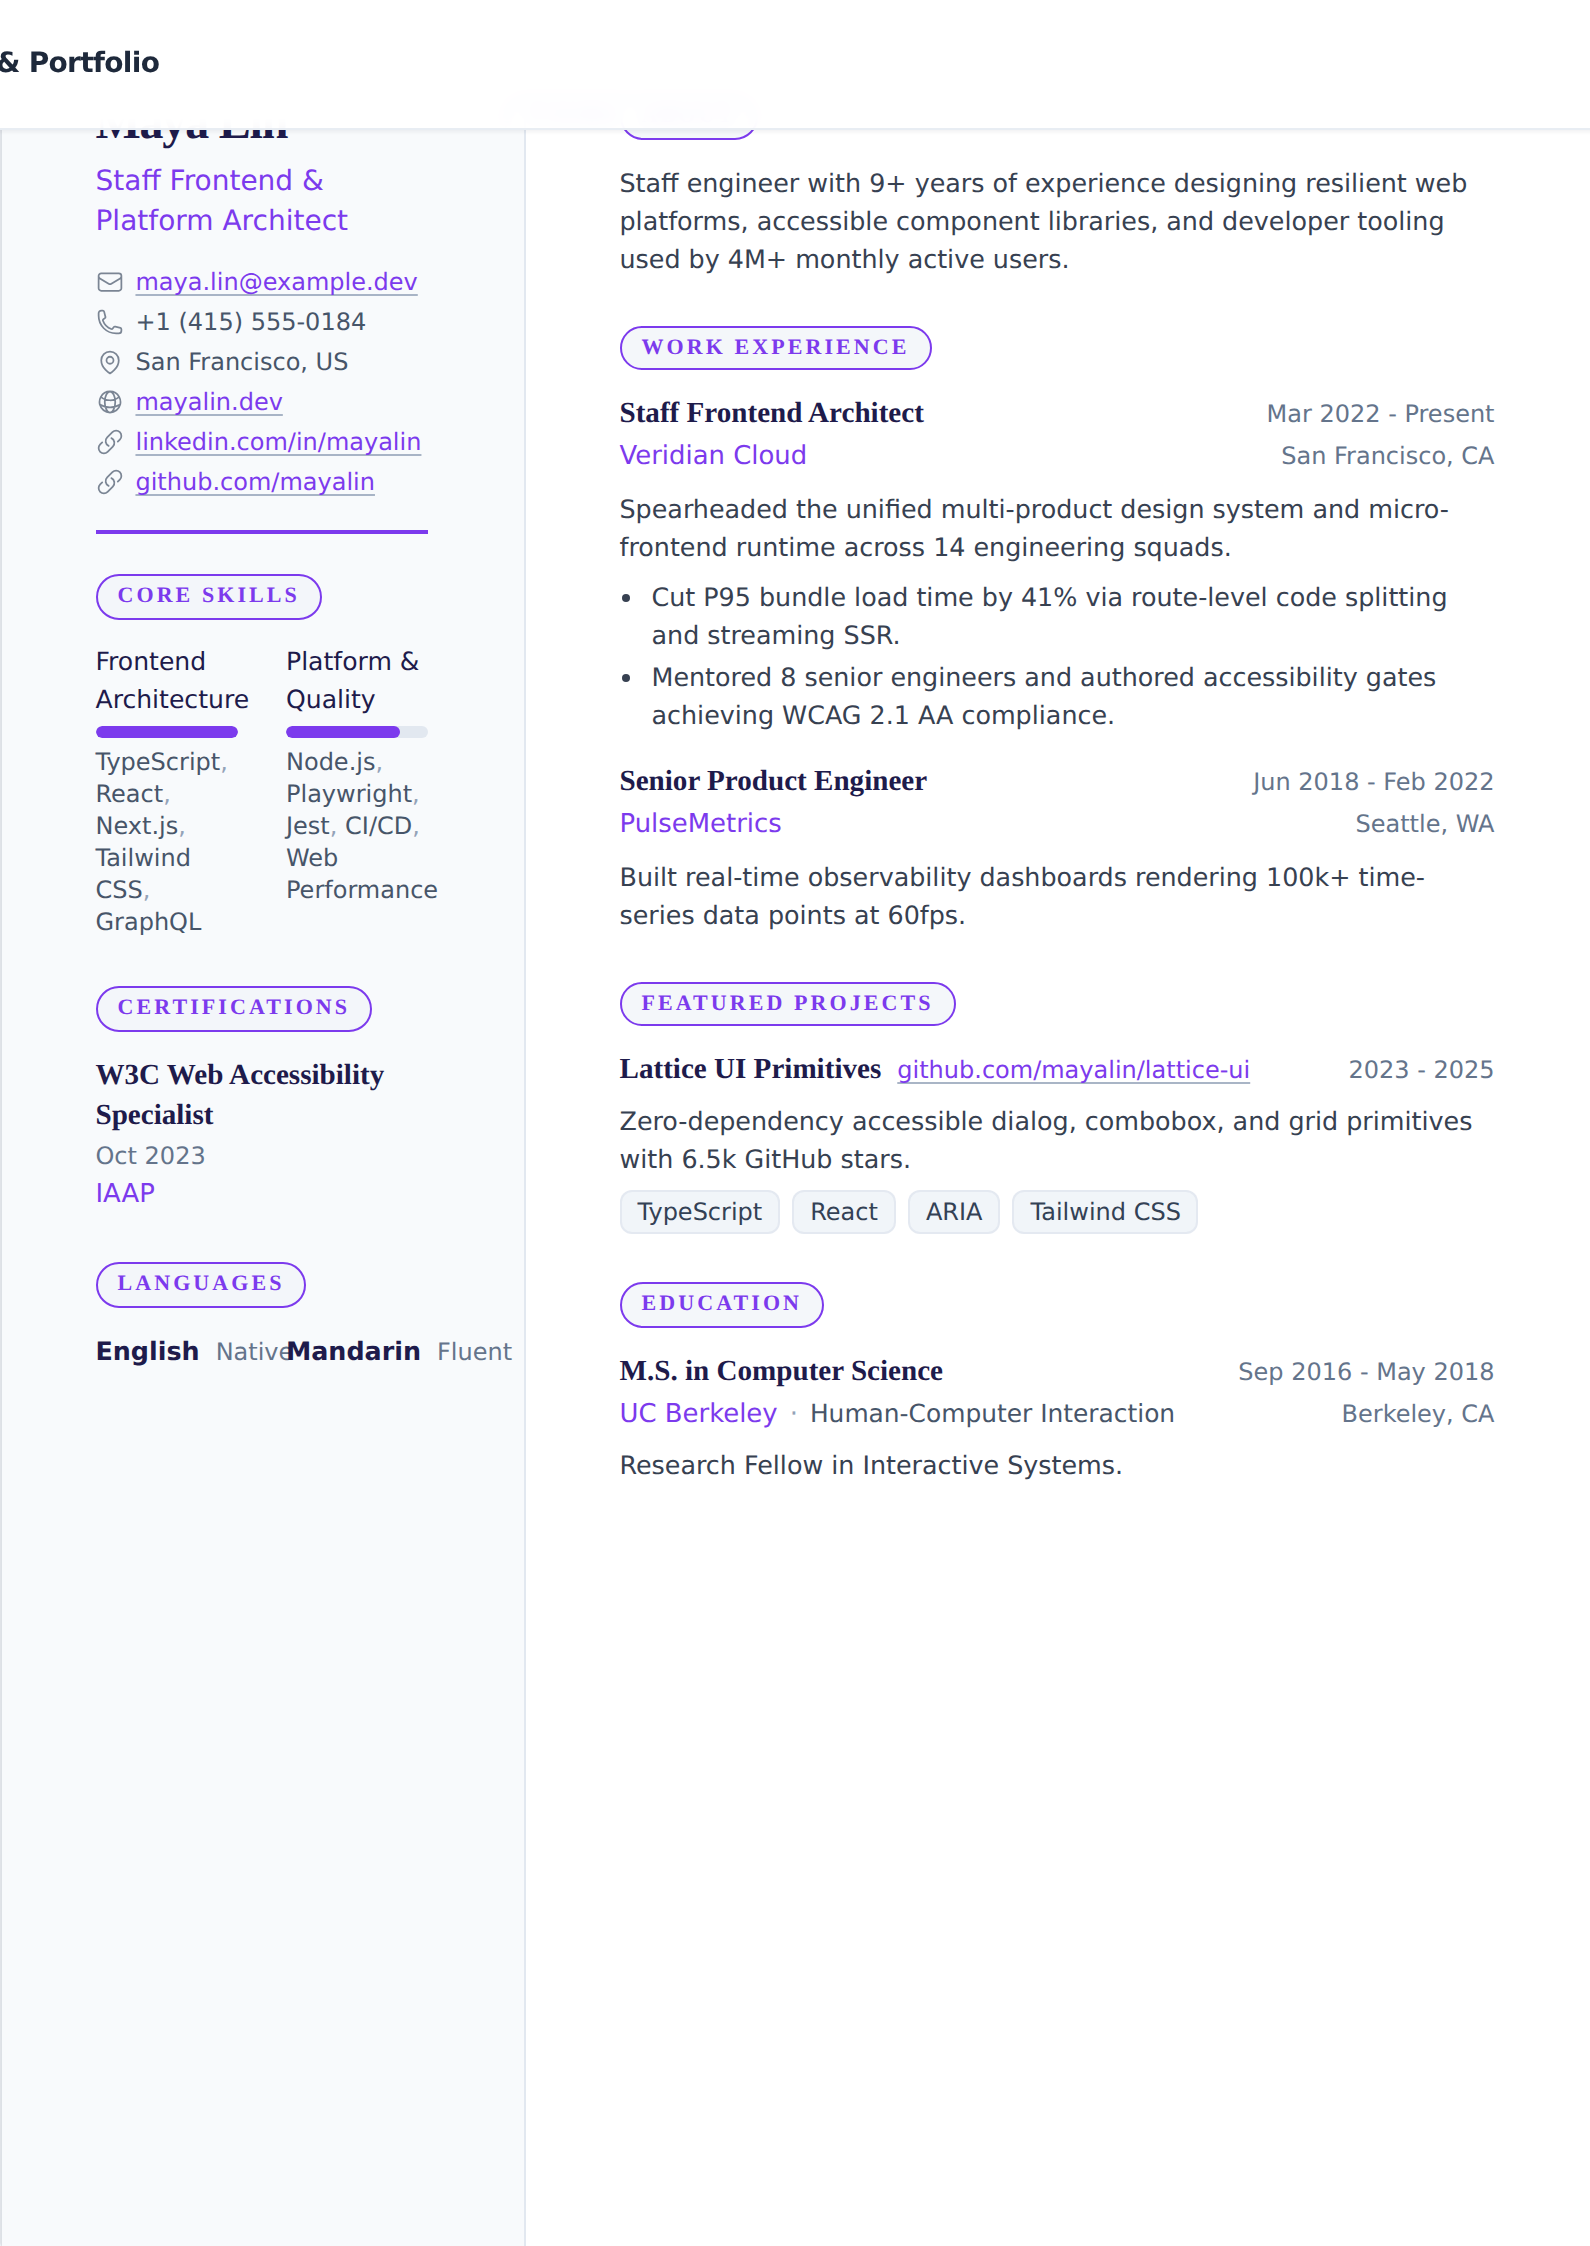 & Portfolio
Maya Lin
Staff Frontend &
Platform Architect
maya.lin@example.dev
+1 (415) 555-0184
San Francisco, US
mayalin.dev
linkedin.com/in/mayalin
github.com/mayalin
CORE SKILLS
Frontend
Architecture
TypeScript,
React,
Next.js,
Tailwind
CSS,
GraphQL
Platform &
Quality
Node.js,
Playwright,
Jest, CI/CD,
Web
Performance
CERTIFICATIONS
W3C Web Accessibility
Specialist
Oct 2023
IAAP
LANGUAGES
English Native Mandarin Fluent
Staff engineer with 9+ years of experience designing resilient web
platforms, accessible component libraries, and developer tooling
used by 4M+ monthly active users.
WORK EXPERIENCE
Staff Frontend Architect Mar 2022 - Present
Veridian Cloud San Francisco, CA
Spearheaded the unified multi-product design system and micro-
frontend runtime across 14 engineering squads.
• Cut P95 bundle load time by 41% via route-level code splitting
and streaming SSR.
• Mentored 8 senior engineers and authored accessibility gates
achieving WCAG 2.1 AA compliance.
Senior Product Engineer Jun 2018 - Feb 2022
PulseMetrics Seattle, WA
Built real-time observability dashboards rendering 100k+ time-
series data points at 60fps.
FEATURED PROJECTS
Lattice UI Primitives github.com/mayalin/lattice-ui 2023 - 2025
Zero-dependency accessible dialog, combobox, and grid primitives
with 6.5k GitHub stars.
TypeScript React ARIA Tailwind CSS
EDUCATION
M.S. in Computer Science Sep 2016 - May 2018
UC Berkeley · Human-Computer Interaction Berkeley, CA
Research Fellow in Interactive Systems.